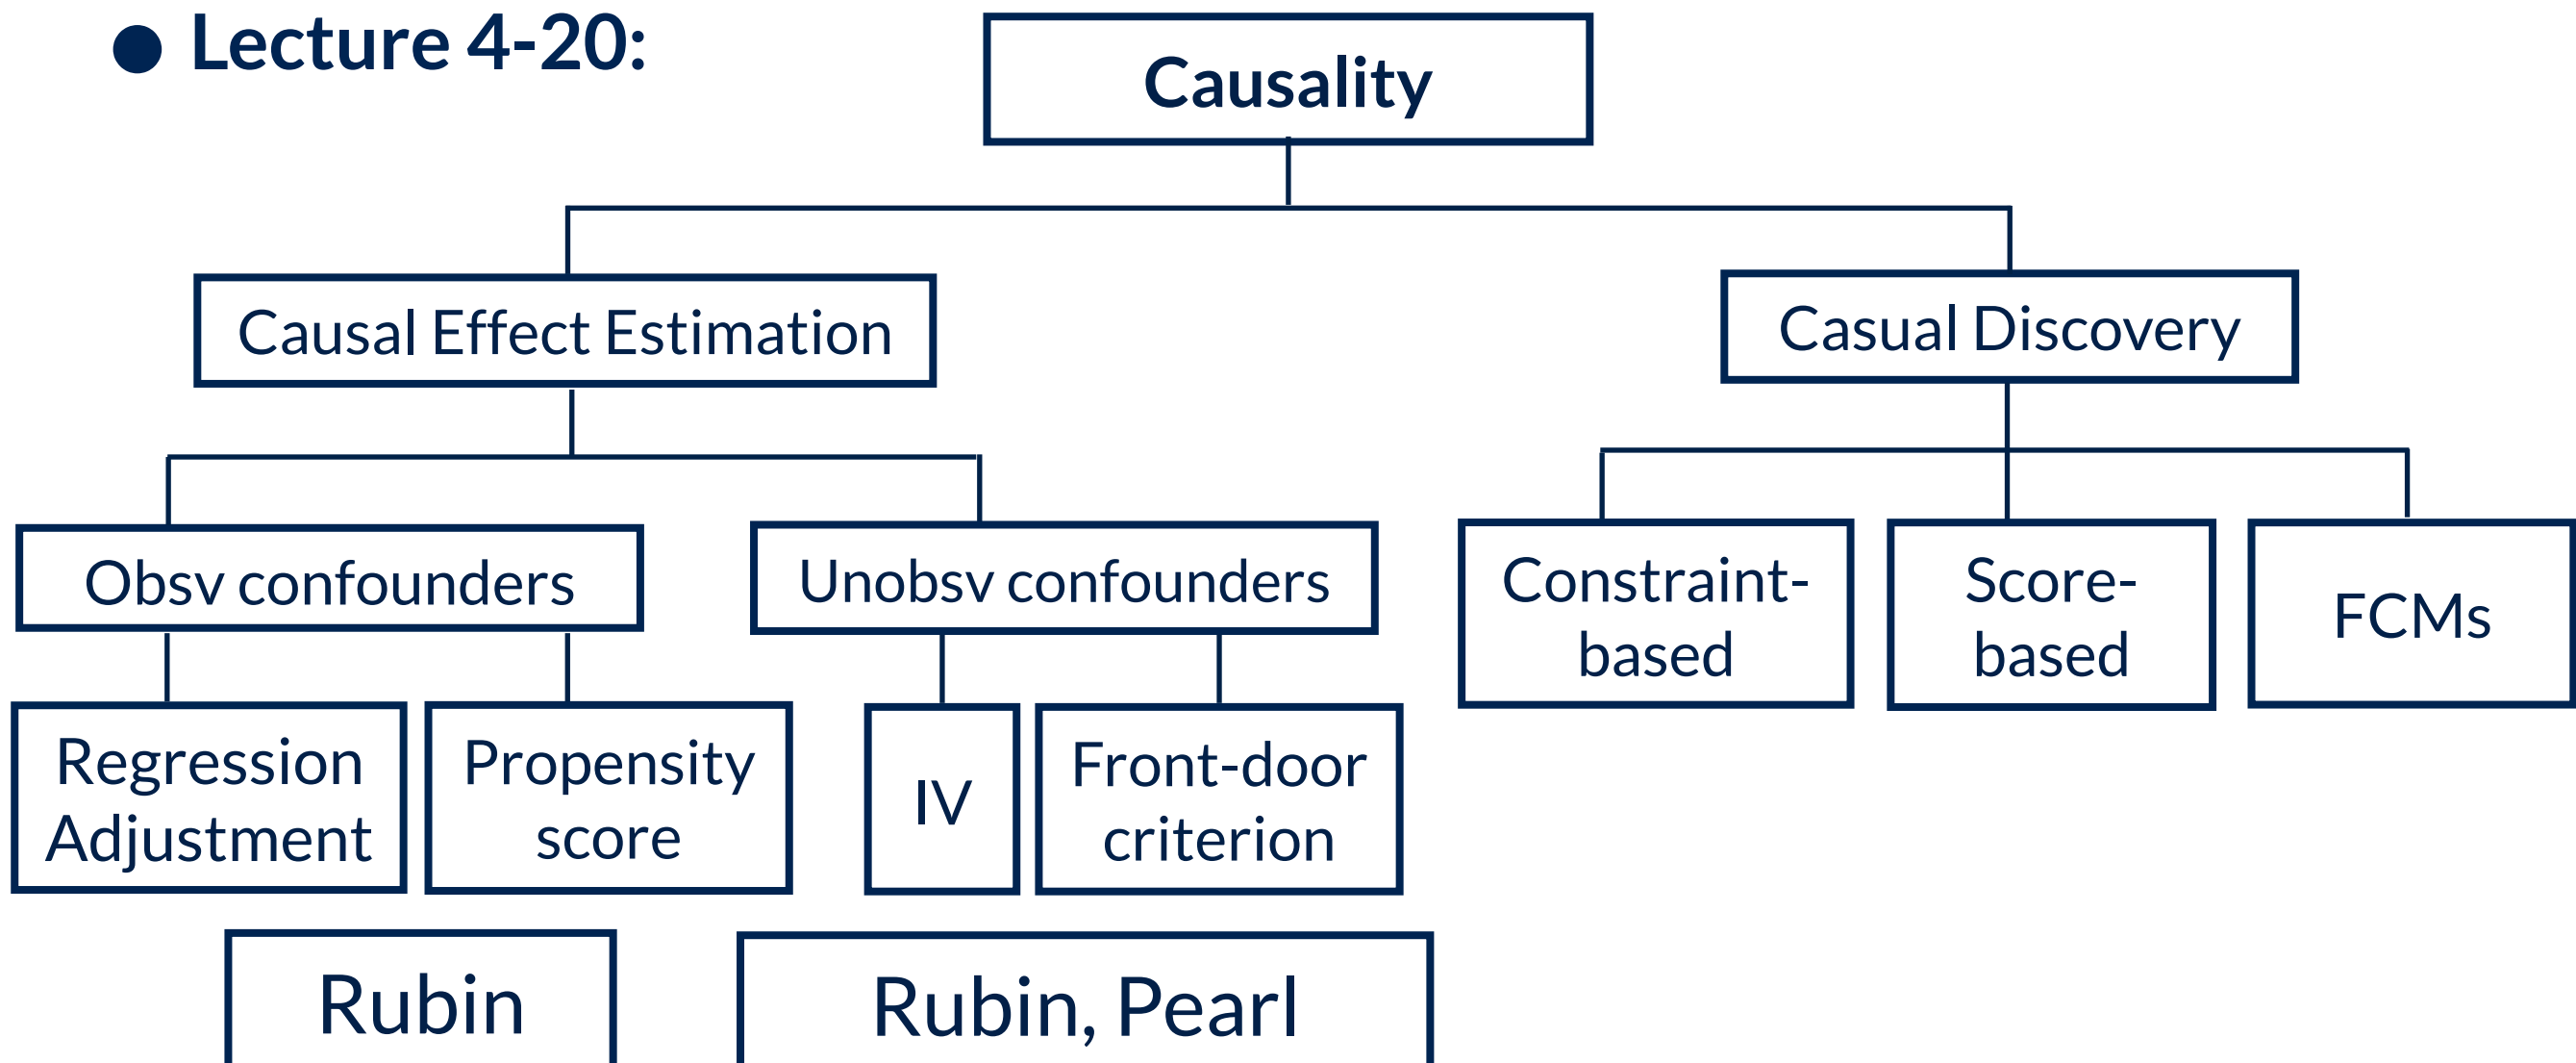 ● Lecture 4-20:
Causality
Causal Effect Estimation
Casual Discovery
Obsv confounders
Unobsv confounders
Constraint-
based
Score-
based
FCMs
Regression
Adjustment
Propensity
score
IV
Front-door
criterion
Rubin
Rubin, Pearl